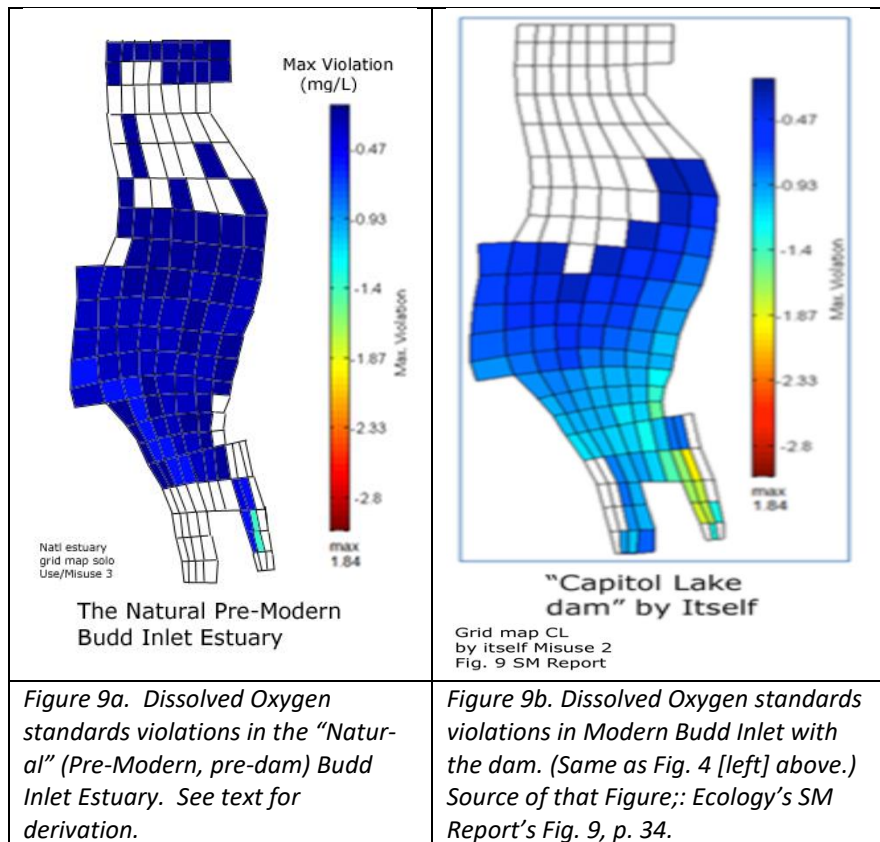 Max Violation
(mg/L)
-0.47
-0.93
-1.4
-1.87
-2.33
-2.8
Max. Violation
max
1.84
Natl estuary
grid map solo
Use/Misuse 3
The Natural Pre-Modern
Budd Inlet Estuary
-0.47
-0.93
-1.4
-1.87
-2.33
-2.8
Max. Violation
max
1.84
"Capitol Lake
dam" by Itself
Grid map CL
by itself Misuse 2
Fig. 9 SM Report
Figure 9a. Dissolved Oxygen
standards violations in the “Natur-
al” (Pre-Modern, pre-dam) Budd
Inlet Estuary. See text for
derivation.
Figure 9b. Dissolved Oxygen standards
violations in Modern Budd Inlet with
the dam. (Same as Fig. 4 [left] above.)
Source of that Figure;: Ecology’s SM
Report’s Fig. 9, p. 34.